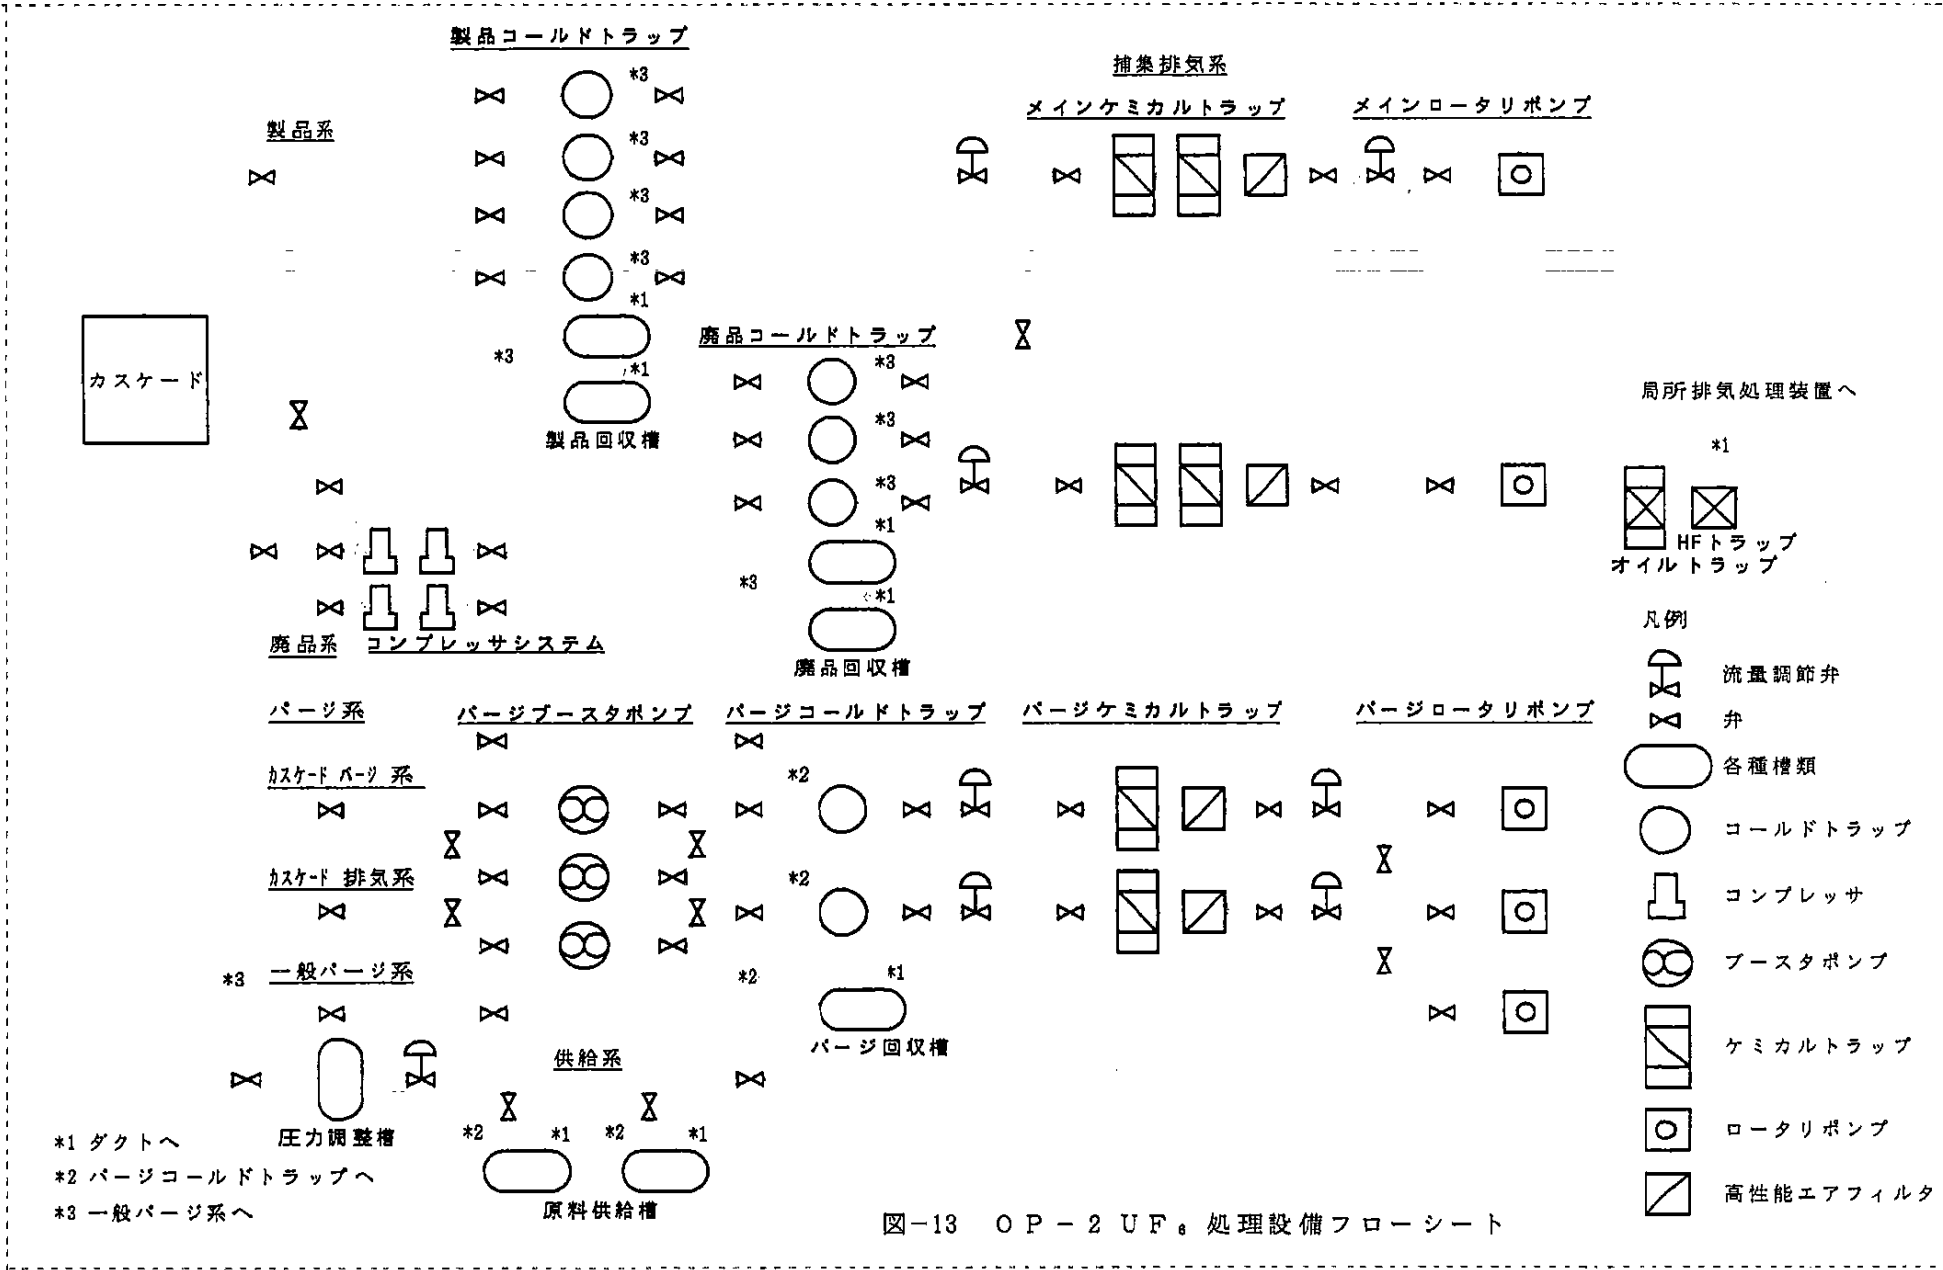 製品コールドトラップ
*3
捕集排気系
メインケミカルトラップ
メインロータリポンプ
製品系
*3
*3
*3
*1
廃品コールドトラップ
*3
*3
*1
カスケード
局所排気処理装置へ
*3
製品回収槽
*1
*3
*1
HFトラップ
オイルトラップ
*3
*1
凡例
廃品系
コンプレッサシステム
廃品回収槽
流量調節弁
パージ系
パージブースタポンプ
パージコールドトラップ
パージケミカルトラップ
パージロータリポンプ
弁
カスケード パージ 系
*2
各種槽類
コールドトラップ
カスケード 排気系
*2
コンプレッサ
一般パージ系
*3
*2
*1
ブースタポンプ
パージ回収槽
ケミカルトラップ
供給系
圧力調整槽
*2
*1
*2
*1
ロータリポンプ
*1 ダクトへ
*2 パージコールドトラップへ
*3 一般パージ系へ
原料供給槽
高性能エアフィルタ
図-13 OP-2 UF₆ 処理設備フローシート